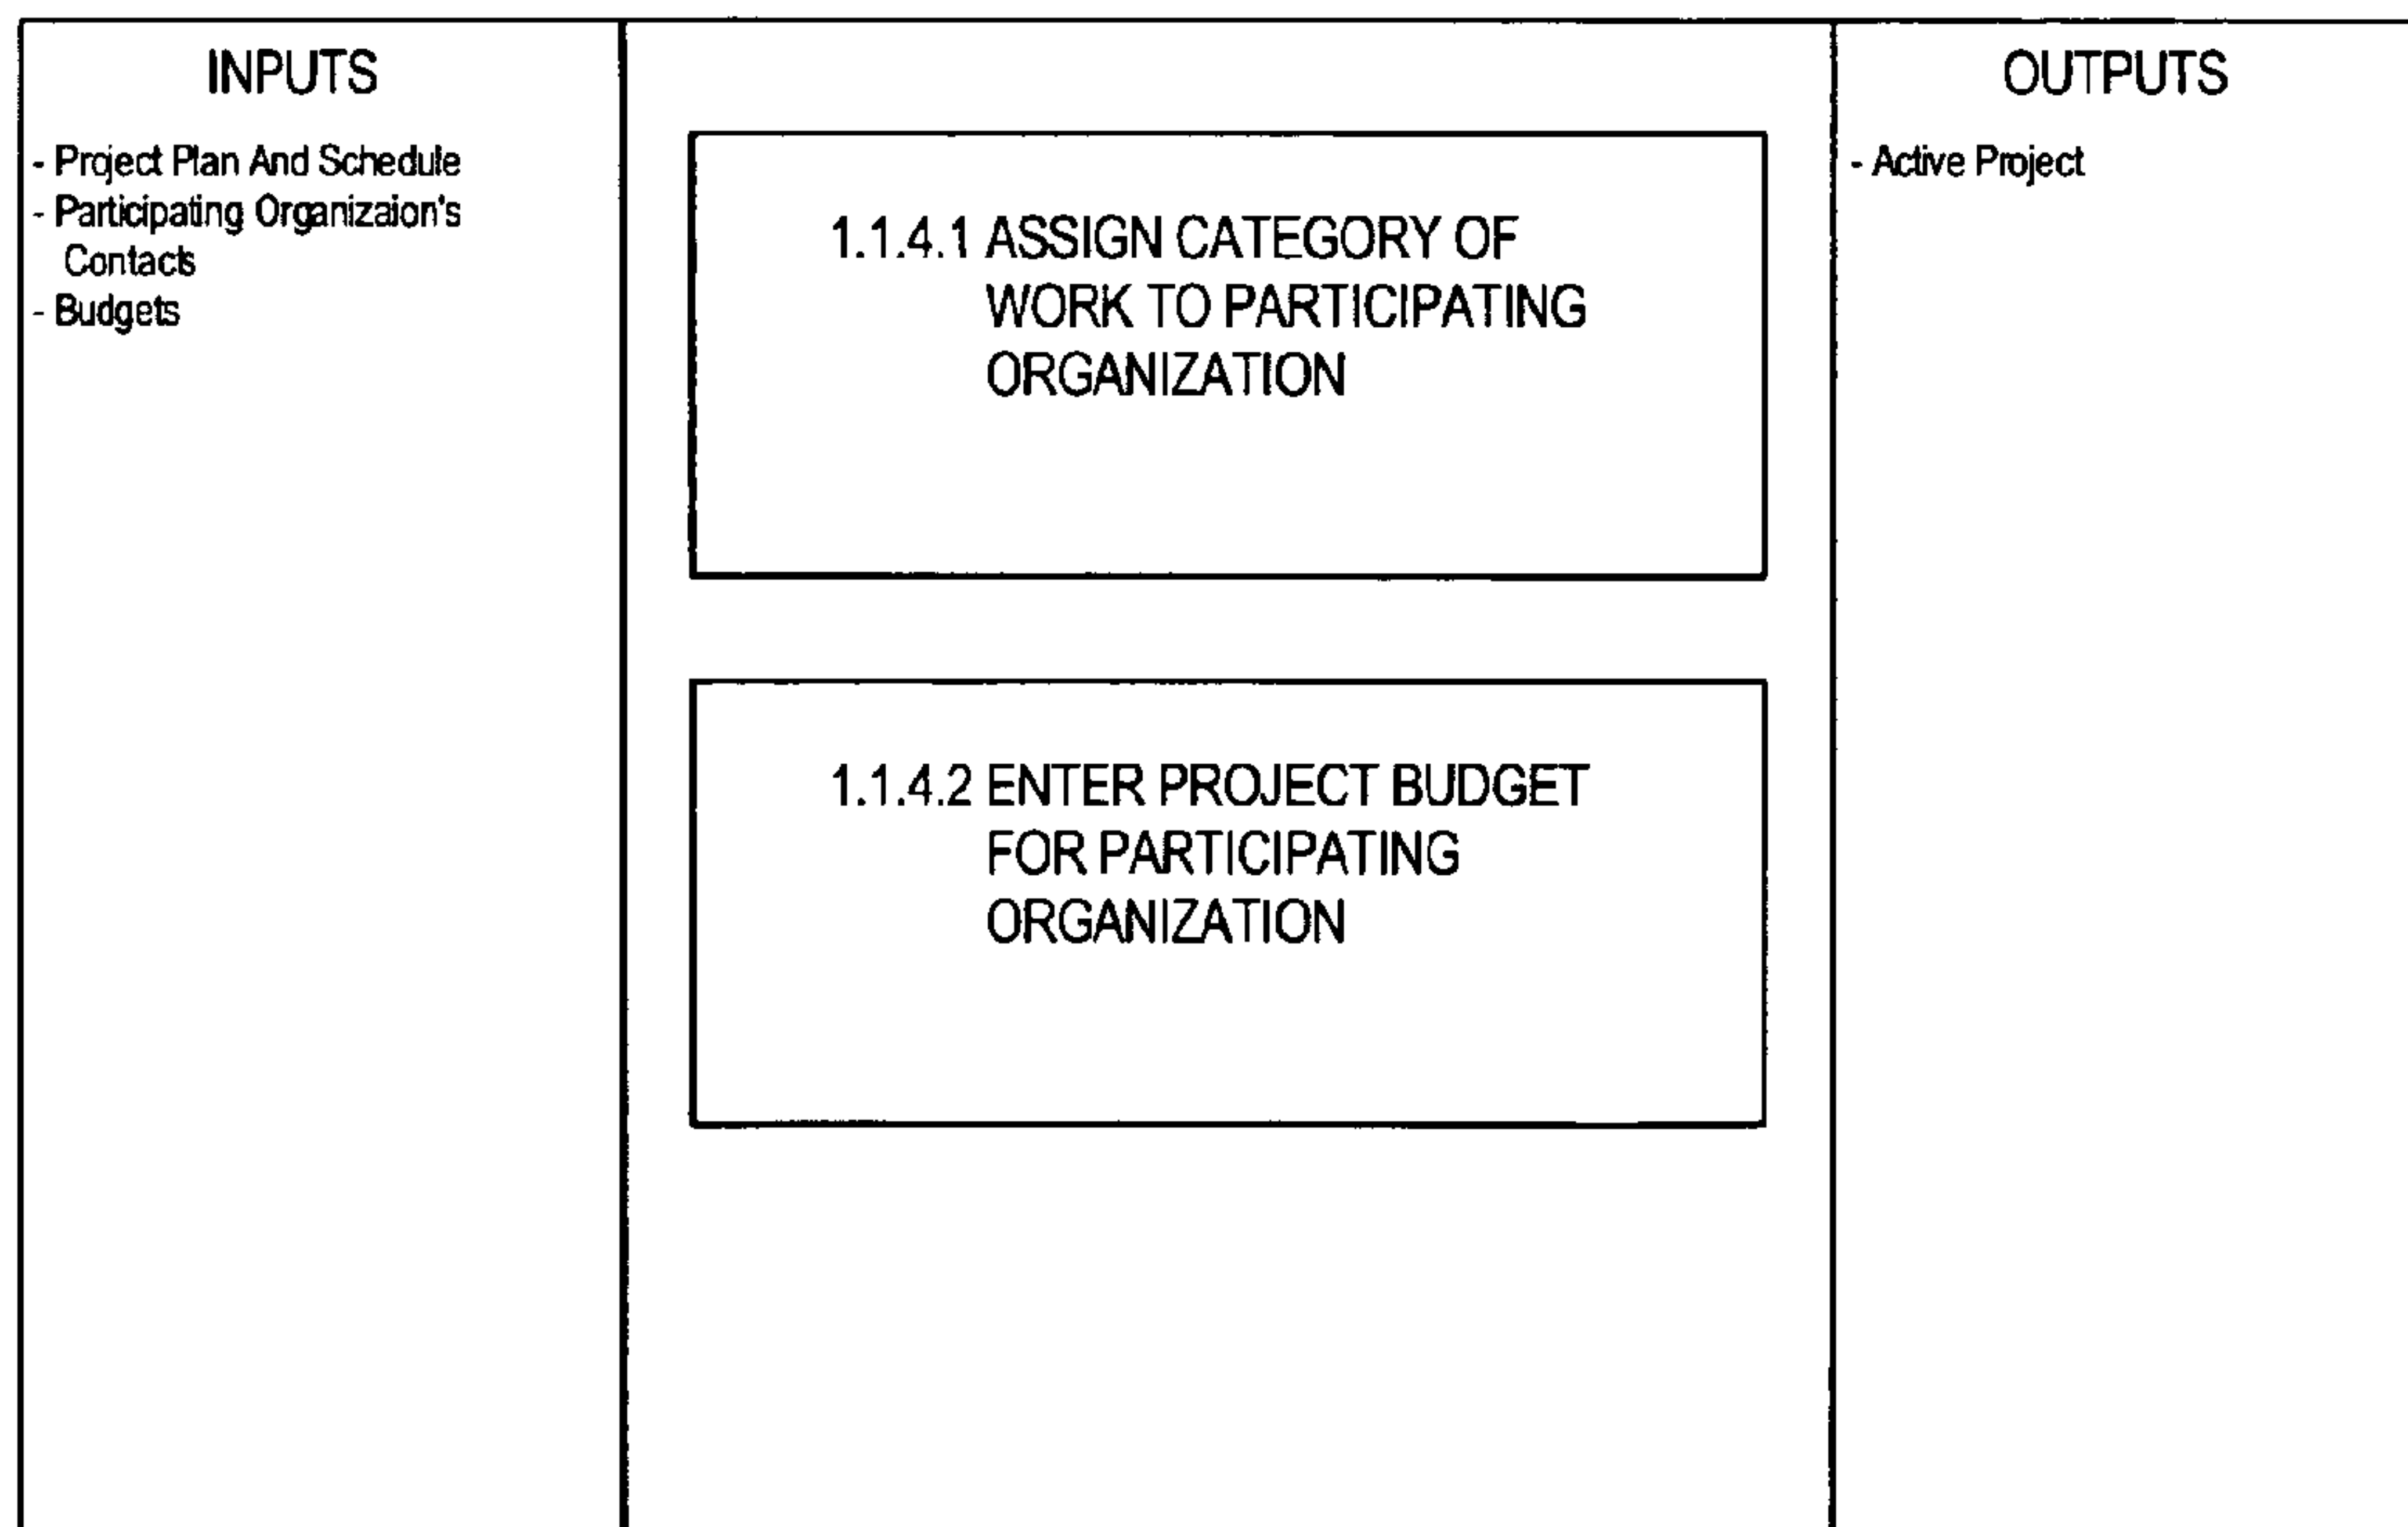 INPUTS
- Project Plan And Schedule
- Participating Organizaion's
Contacts
- Budgets
1.1.4.1 ASSIGN CATEGORY OF
WORK TO PARTICIPATING
ORGANIZATION
1.1.4.2 ENTER PROJECT BUDGET
FOR PARTICIPATING
ORGANIZATION
OUTPUTS
- Active Project